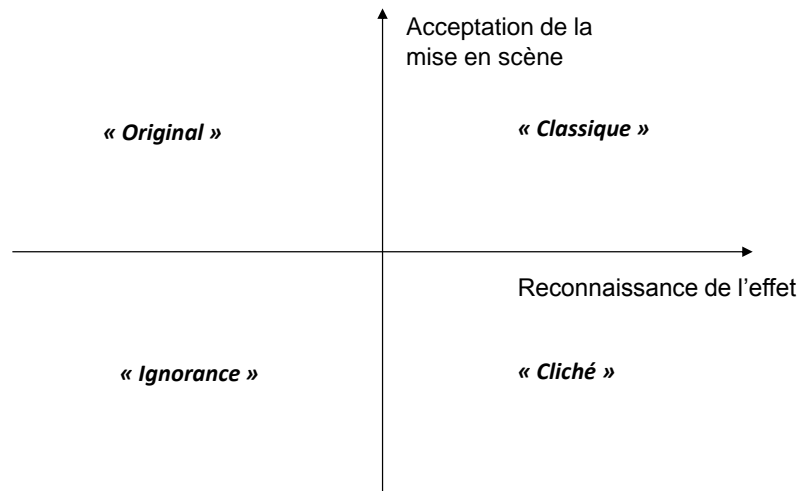 Acceptation de la
mise en scène
« Original »
« Classique »
Reconnaissance de l’effet
« Ignorance »
« Cliché »